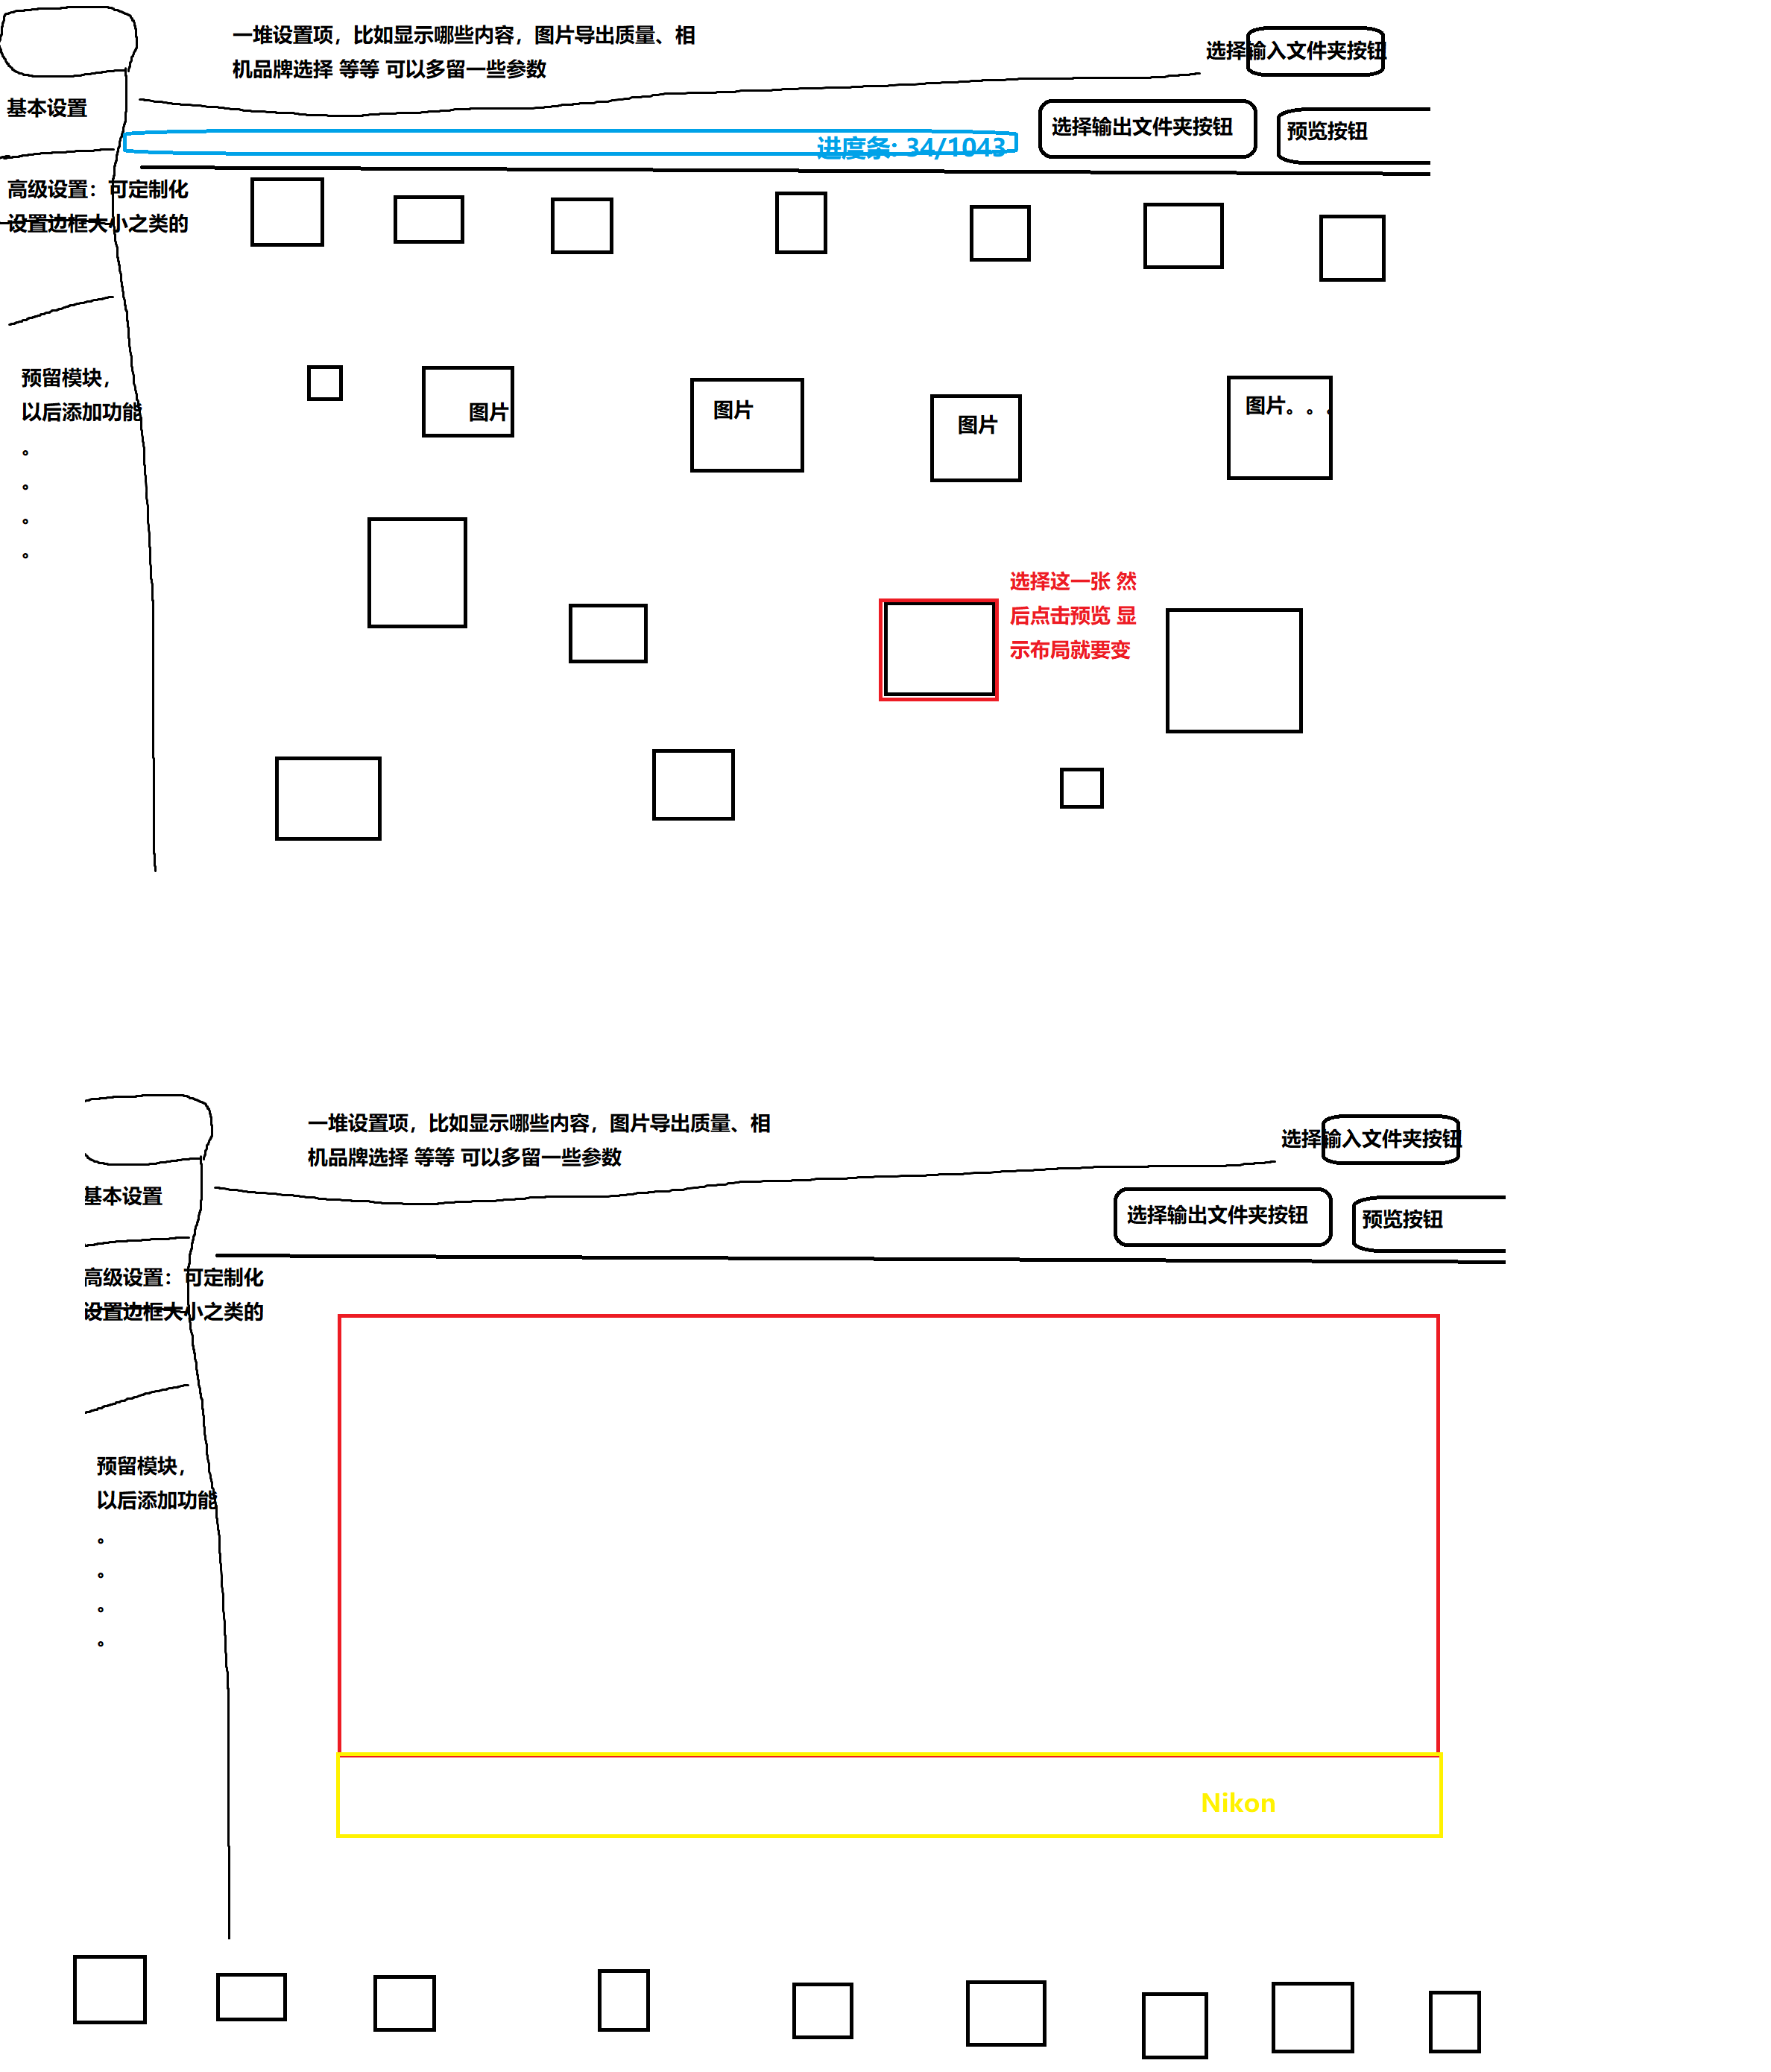 一堆设置项，比如显示哪些内容，图片导出质量、相
机品牌选择 等等 可以多留一些参数
选择输入文件夹按钮
基本设置
进度条: 34/1043
选择输出文件夹按钮
预览按钮
高级设置：可定制化
设置边框大小之类的
预留模块，
以后添加功能
。
。
。
。
图片
图片
图片
图片。。。
选择这一张 然
后点击预览 显
示布局就要变
一堆设置项，比如显示哪些内容，图片导出质量、相
机品牌选择 等等 可以多留一些参数
选择输入文件夹按钮
基本设置
选择输出文件夹按钮
预览按钮
高级设置：可定制化
设置边框大小之类的
预留模块，
以后添加功能
。
。
。
。
Nikon